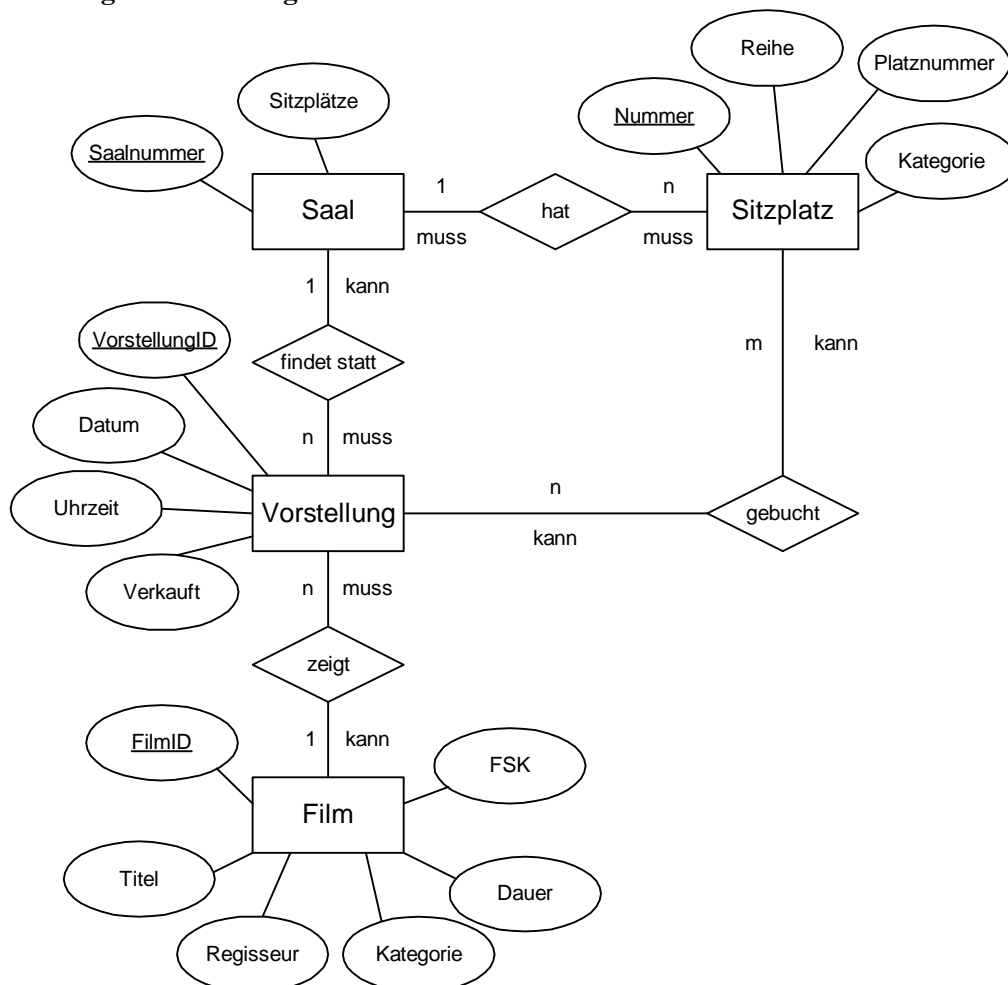 Reihe
Platznummer
Sitzplätze
Nummer
Saalnummer
Kategorie
Saal
1
muss
hat
n
muss
Sitzplatz
1 kann
VorstellungID
findet statt
m kann
Datum
n muss
Uhrzeit
Vorstellung
n
kann
gebucht
Verkauft
n muss
zeigt
FilmID
1 kann
FSK
Film
Titel
Dauer
Regisseur
Kategorie